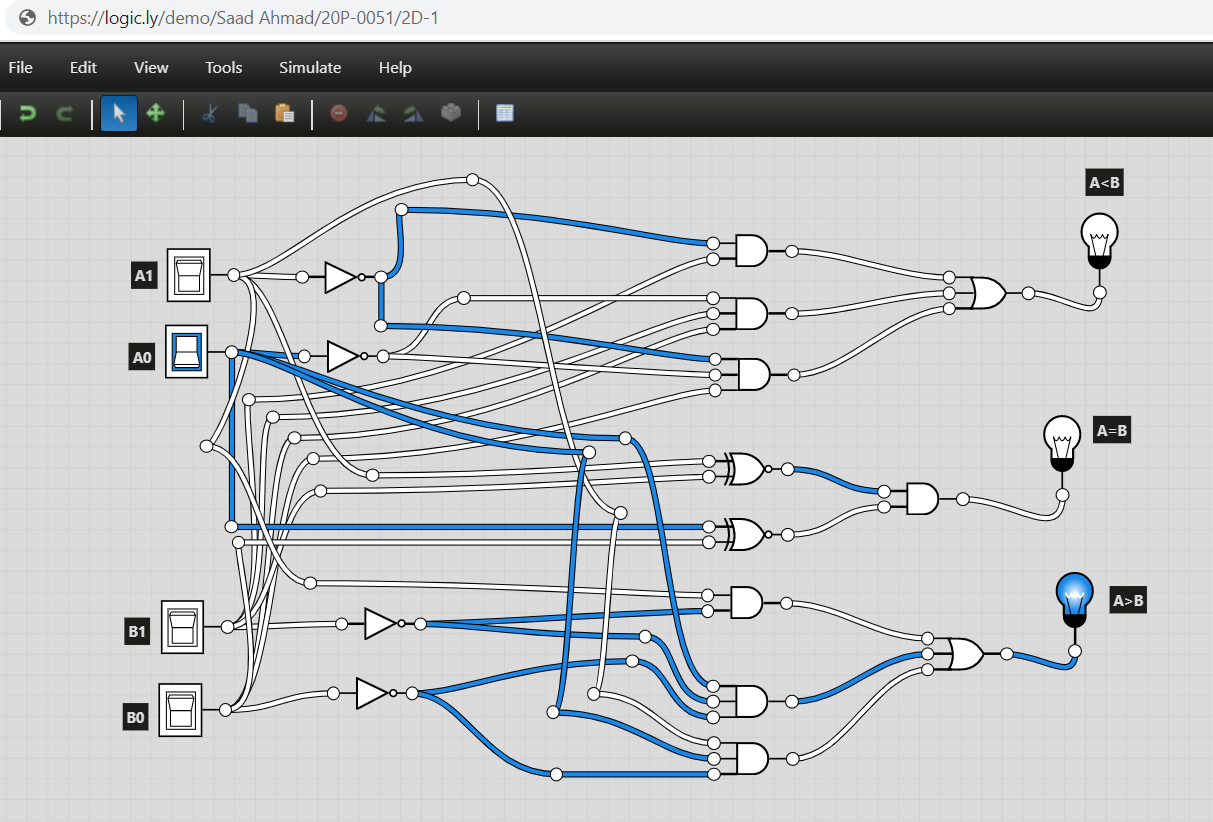 https://logic.ly/demo/Saad Ahmad/20P-0051/2D-1
File Edit View Tools Simulate Help
A<B
A1
A0
A=B
A>B
B1
B0